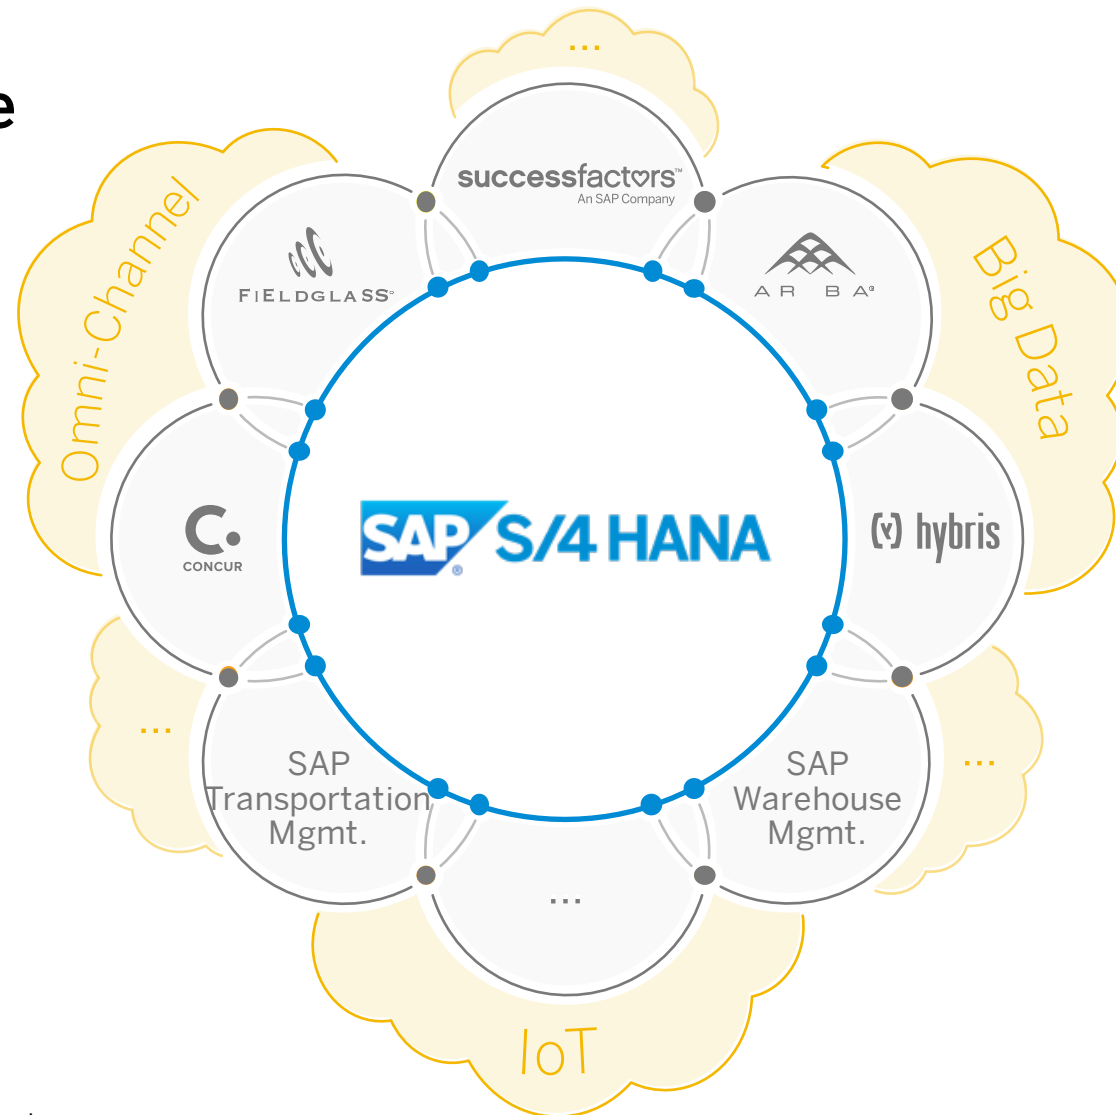 e
...
successfactors™
An SAP Company
FIELDGLASS
ARIBA
Omni-Channel
Big Data
CONCUR
SAP® S/4 HANA
(y) hybris
...
...
SAP
Transportation
Mgmt.
SAP
Warehouse
Mgmt.
...
IoT